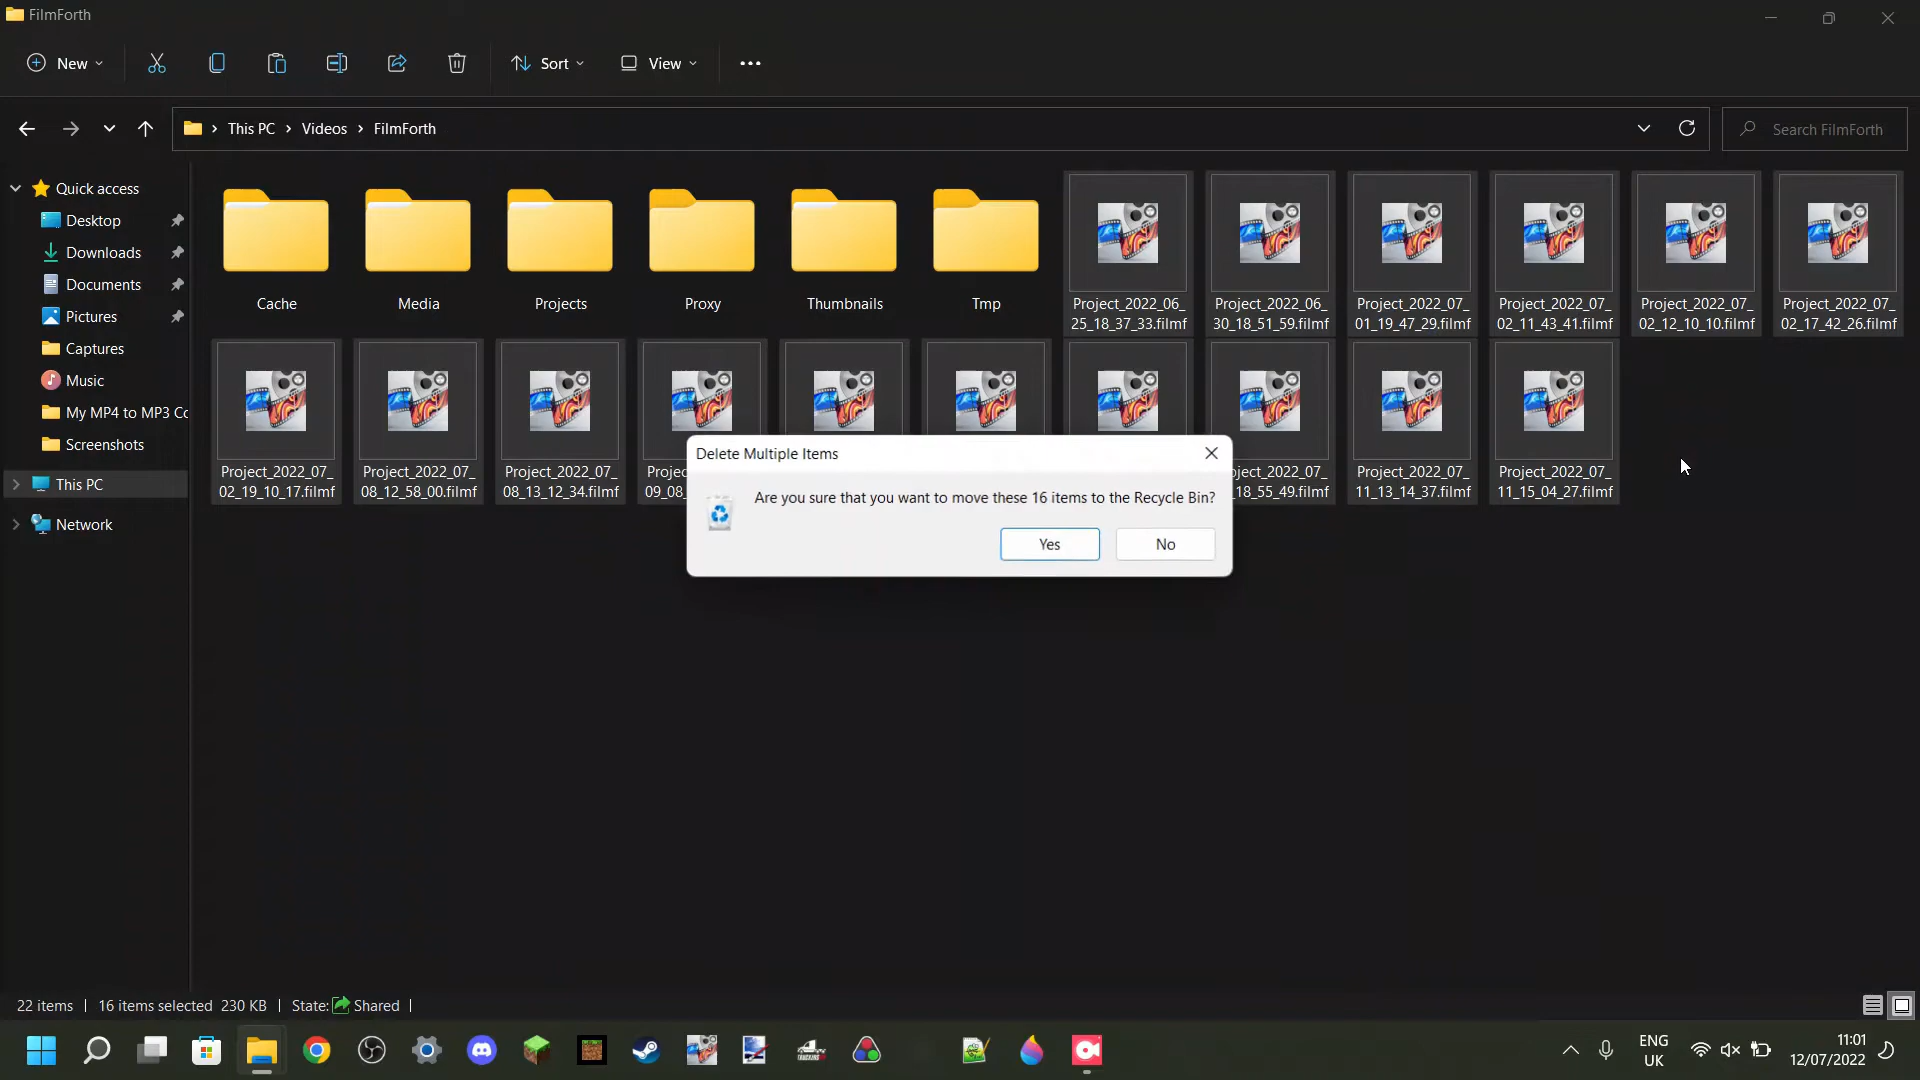 FilmForth
New
Sort
View
This PC
Videos
FilmForth
Search FilmForth
Quick access
Desktop
Downloads
Documents
Pictures
Captures
Music
My MP4 to MP3 Cc
Screenshots
This PC
Network
Cache
Media
Projects
Proxy
Thumbnails
Tmp
Project_2022_06_
25_18_37_33.filmf
Project_2022_06_
30_18_51_59.filmf
Project_2022_07_
01_19_47_29.filmf
Project_2022_07_
02_11_43_41.filmf
Project_2022_07_
02_12_10_10.filmf
Project_2022_07_
02_17_42_26.filmf
Project_2022_07_
02_19_10_17.filmf
Project_2022_07_
08_12_58_00.filmf
Project_2022_07_
08_13_12_34.filmf
Projec
09_08_
ject_2022_07_
18_55_49.filmf
Project_2022_07_
11_13_14_37.filmf
Project_2022_07_
11_15_04_27.filmf
Delete Multiple Items
Are you sure that you want to move these 16 items to the Recycle Bin?
Yes
No
22 items
16 items selected 230 KB
State: Shared
ENG
UK
11:01
12/07/2022